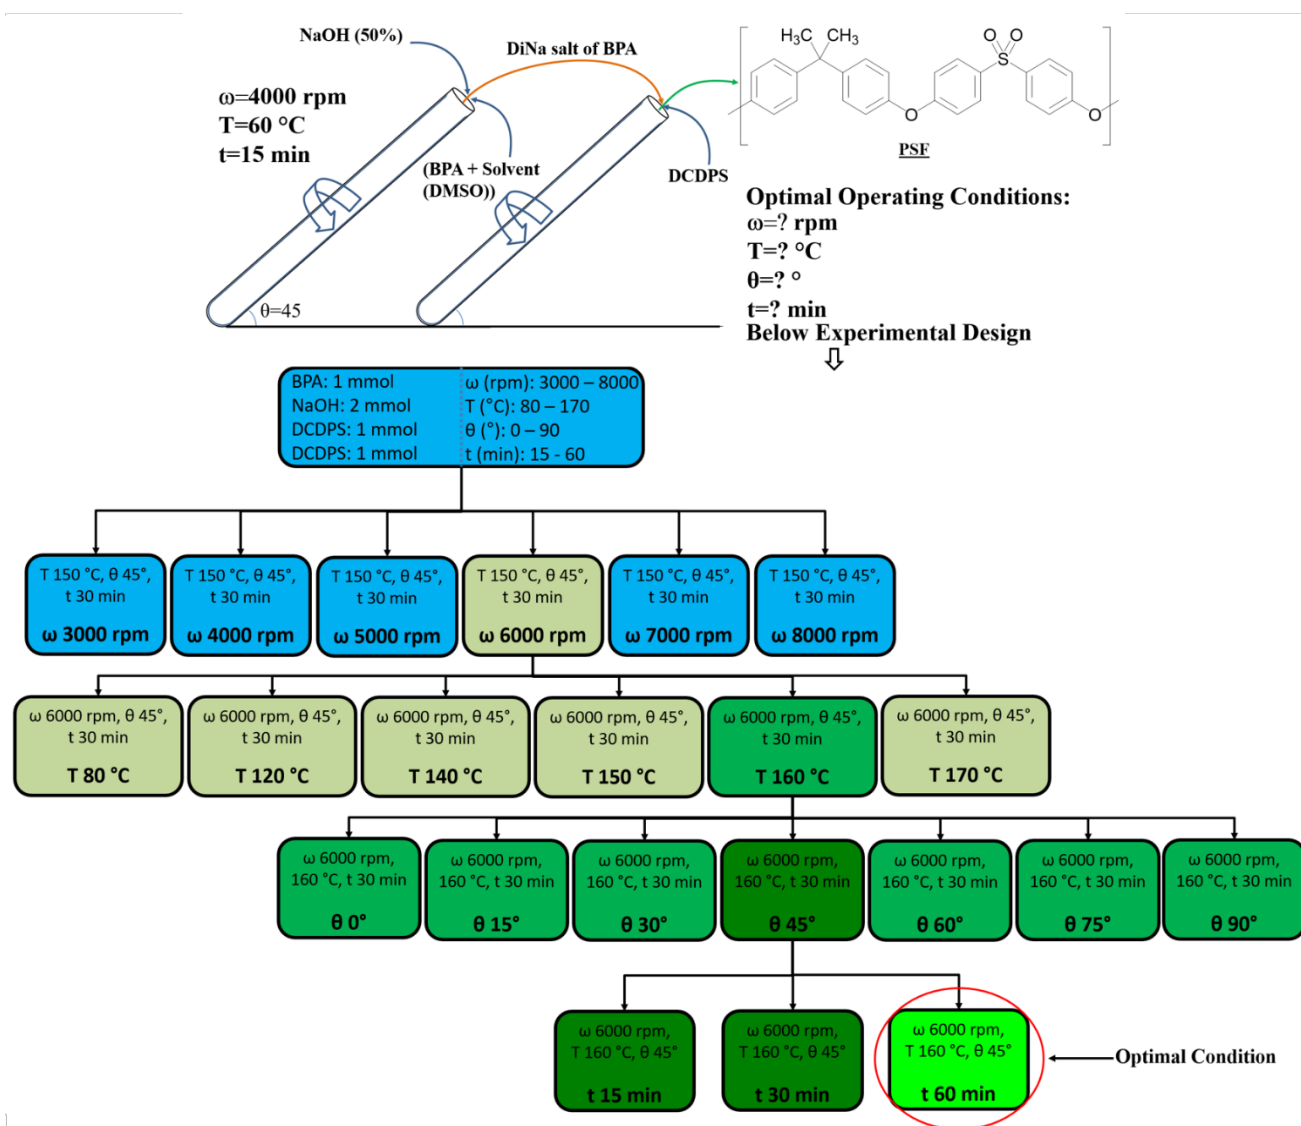 NaOH (50%)
DiNa salt of BPA
ω=4000 rpm
T=60 °C
t=15 min
(BPA + Solvent
(DMSO))
DCDPS
θ=45
H₃C CH₃
O O
S
O
O
PSF
Optimal Operating Conditions:
ω=? rpm
T=? °C
θ=? °
t=? min
Below Experimental Design
BPA: 1 mmol ω (rpm): 3000 – 8000
NaOH: 2 mmol T (°C): 80 – 170
DCDPS: 1 mmol θ (°): 0 – 90
DCDPS: 1 mmol t (min): 15 - 60
T 150 °C, θ 45°,
t 30 min
ω 3000 rpm
T 150 °C, θ 45°,
t 30 min
ω 4000 rpm
T 150 °C, θ 45°,
t 30 min
ω 5000 rpm
T 150 °C, θ 45°,
t 30 min
ω 6000 rpm
T 150 °C, θ 45°,
t 30 min
ω 7000 rpm
T 150 °C, θ 45°,
t 30 min
ω 8000 rpm
ω 6000 rpm, θ 45°,
t 30 min
T 80 °C
ω 6000 rpm, θ 45°,
t 30 min
T 120 °C
ω 6000 rpm, θ 45°,
t 30 min
T 140 °C
ω 6000 rpm, θ 45°,
t 30 min
T 150 °C
ω 6000 rpm, θ 45°,
t 30 min
T 160 °C
ω 6000 rpm, θ 45°,
t 30 min
T 170 °C
ω 6000 rpm,
160 °C, t 30 min
θ 0°
ω 6000 rpm,
160 °C, t 30 min
θ 15°
ω 6000 rpm,
160 °C, t 30 min
θ 30°
ω 6000 rpm,
160 °C, t 30 min
θ 45°
ω 6000 rpm,
160 °C, t 30 min
θ 60°
ω 6000 rpm,
160 °C, t 30 min
θ 75°
ω 6000 rpm,
160 °C, t 30 min
θ 90°
ω 6000 rpm,
T 160 °C, θ 45°
t 15 min
ω 6000 rpm,
T 160 °C, θ 45°
t 30 min
ω 6000 rpm,
T 160 °C, θ 45°
t 60 min
Optimal Condition